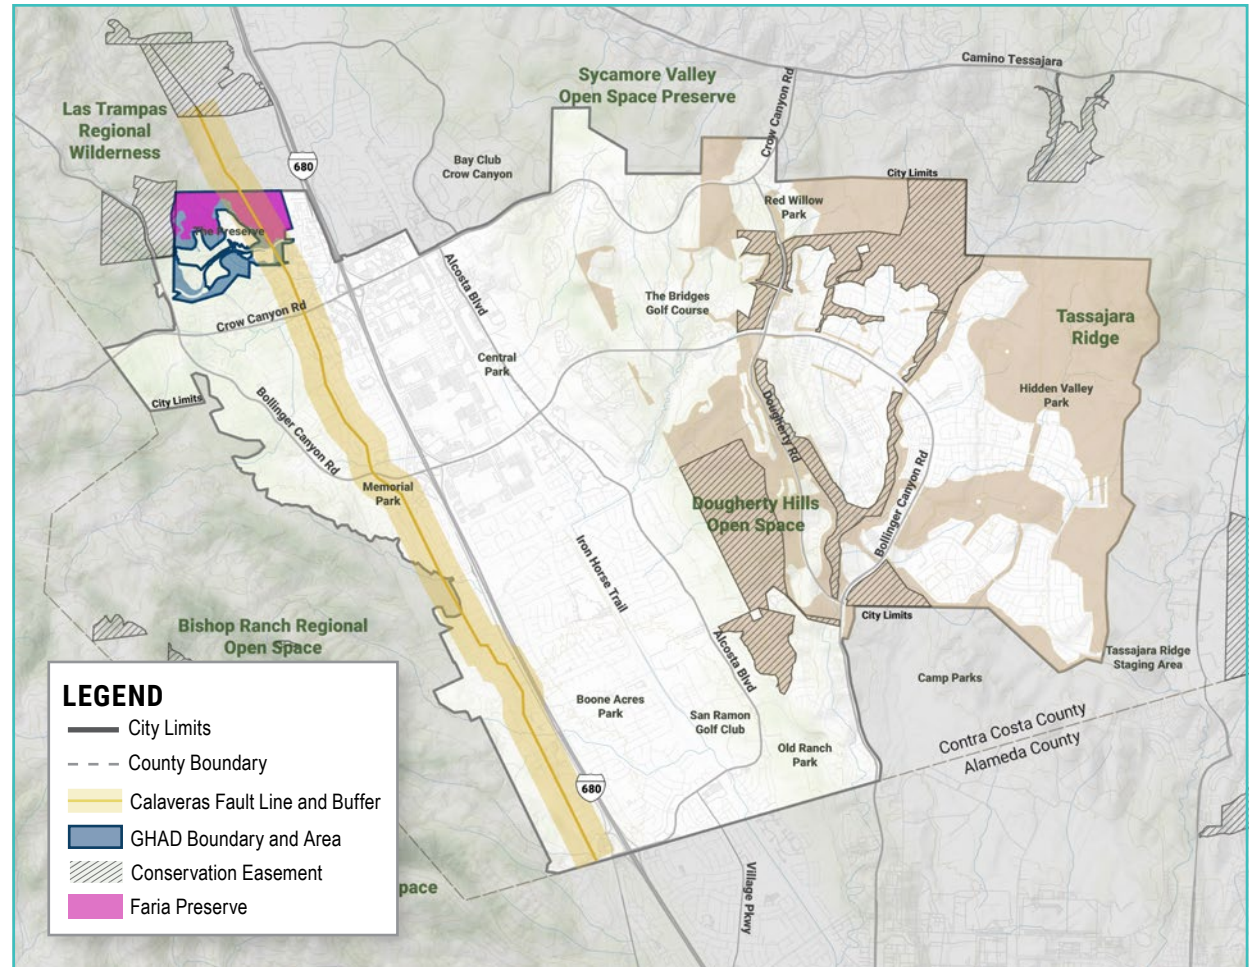 Camino Tessajara
Sycamore Valley
Open Space Preserve
Crow Canyon Rd
Las Trampas
Regional
Wilderness
680
Bay Club
Crow Canyon
City Limits
Red Willow
Park
The Preserve
Alcosta Blvd
The Bridges
Golf Course
Crow Canyon Rd
Tassajara
Ridge
Central
Park
Hidden Valley
Park
City Limits
Bollinger Canyon Rd
Dougherty Rd
Memorial
Park
Dougherty Hills
Open Space
Bollinger Canyon Rd
Iron Horse Trail
City Limits
Bishop Ranch Regional
Open Space
Alcosta Blvd
Tassajara Ridge
Staging Area
Camp Parks
Boone Acres
Park
San Ramon
Golf Club
Old Ranch
Park
Contra Costa County
Alameda County
680
Village Pkwy
pace
LEGEND
City Limits
County Boundary
Calaveras Fault Line and Buffer
GHAD Boundary and Area
Conservation Easement
Faria Preserve